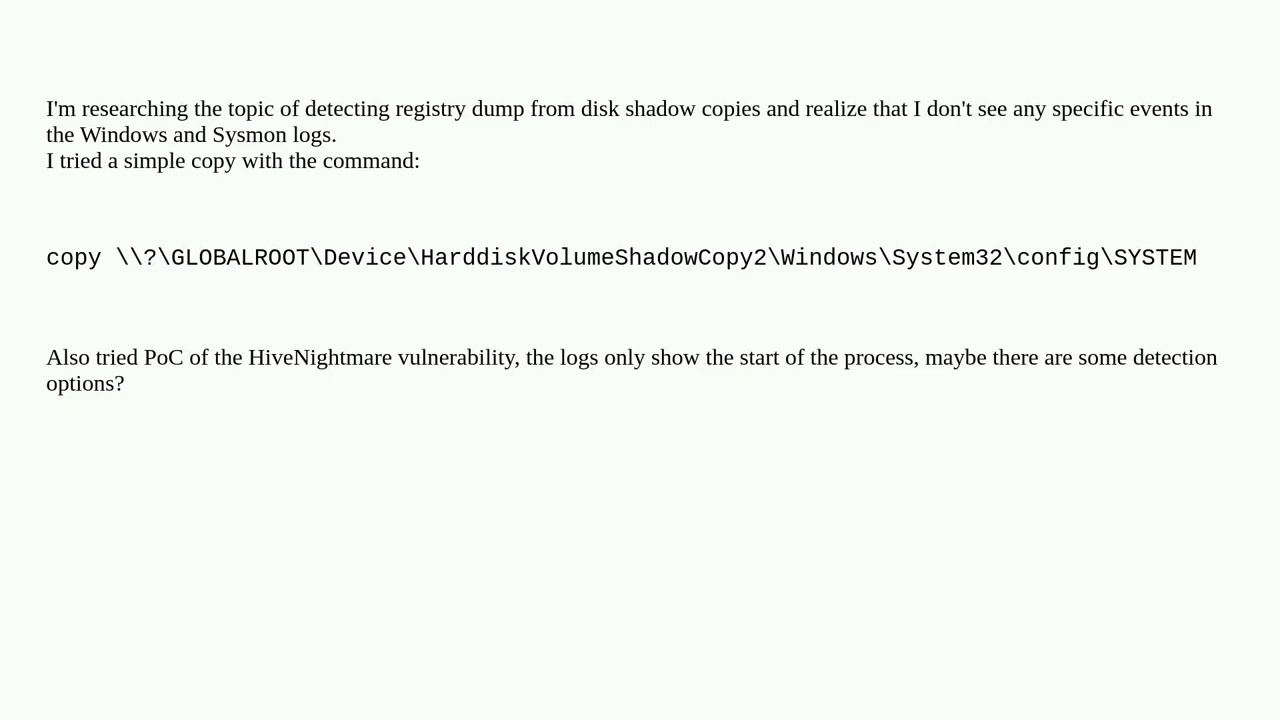 I'm researching the topic of detecting registry dump from disk shadow copies and realize that I don't see any specific events in
the Windows and Sysmon logs.
I tried a simple copy with the command:
copy \\?\GLOBALROOT\Device\HarddiskVolumeShadowCopy2\Windows\System32\config\SYSTEM
Also tried PoC of the HiveNightmare vulnerability, the logs only show the start of the process, maybe there are some detection
options?